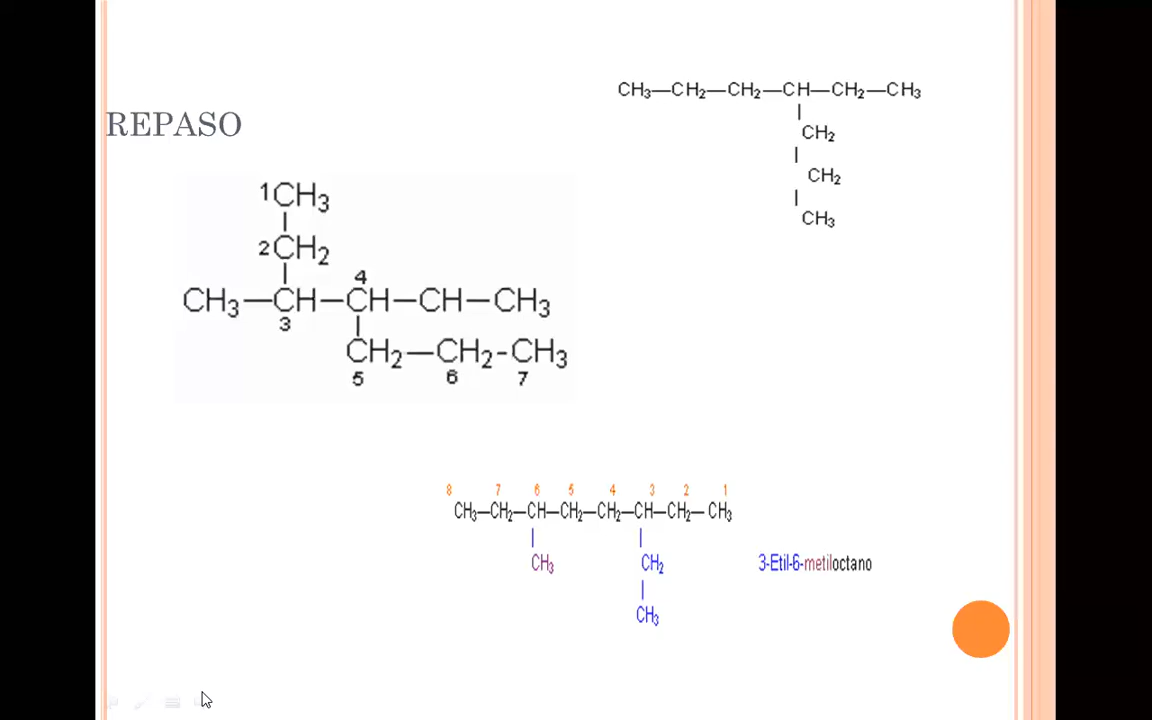 REPASO
CH₃—CH₂—CH₂—CH—CH₂—CH₃
CH₂
CH₂
CH₃
1CH₃
2CH₂
4
CH₃—CH—CH—CH—CH₃
3
CH₂—CH₂-CH₃
5 6 7
8 7 6 5 4 3 2 1
CH₃—CH₂—CH—CH₂—CH₂—CH—CH₂—CH₃
CH₃ CH₂ 3-Etil-6-metiloctano
CH₃